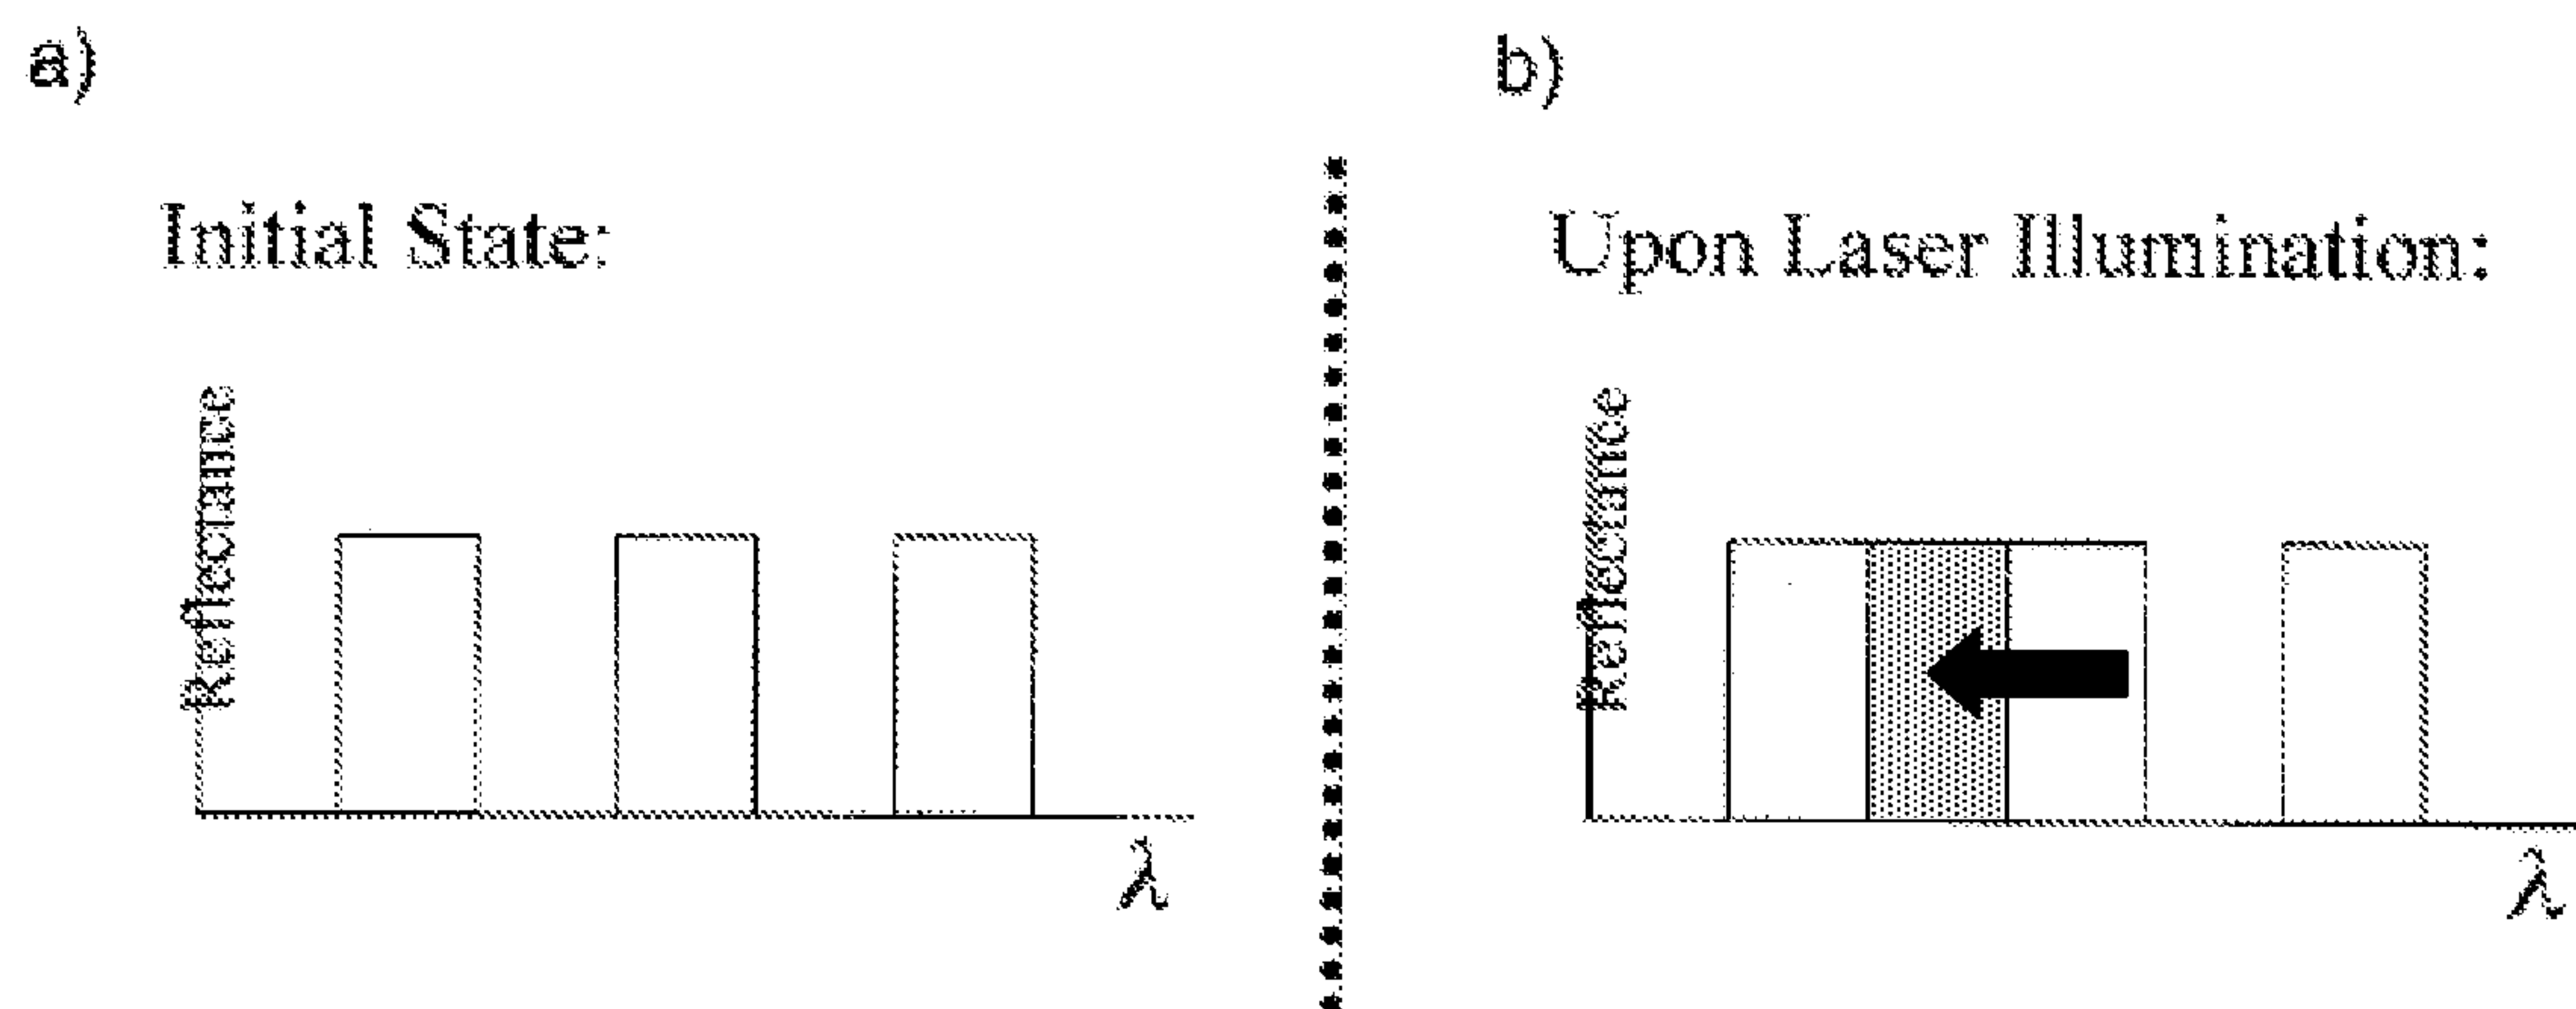 a)
Initial State:
Reflectance
λ
b)
Upon Laser Illumination:
Reflectance
λ